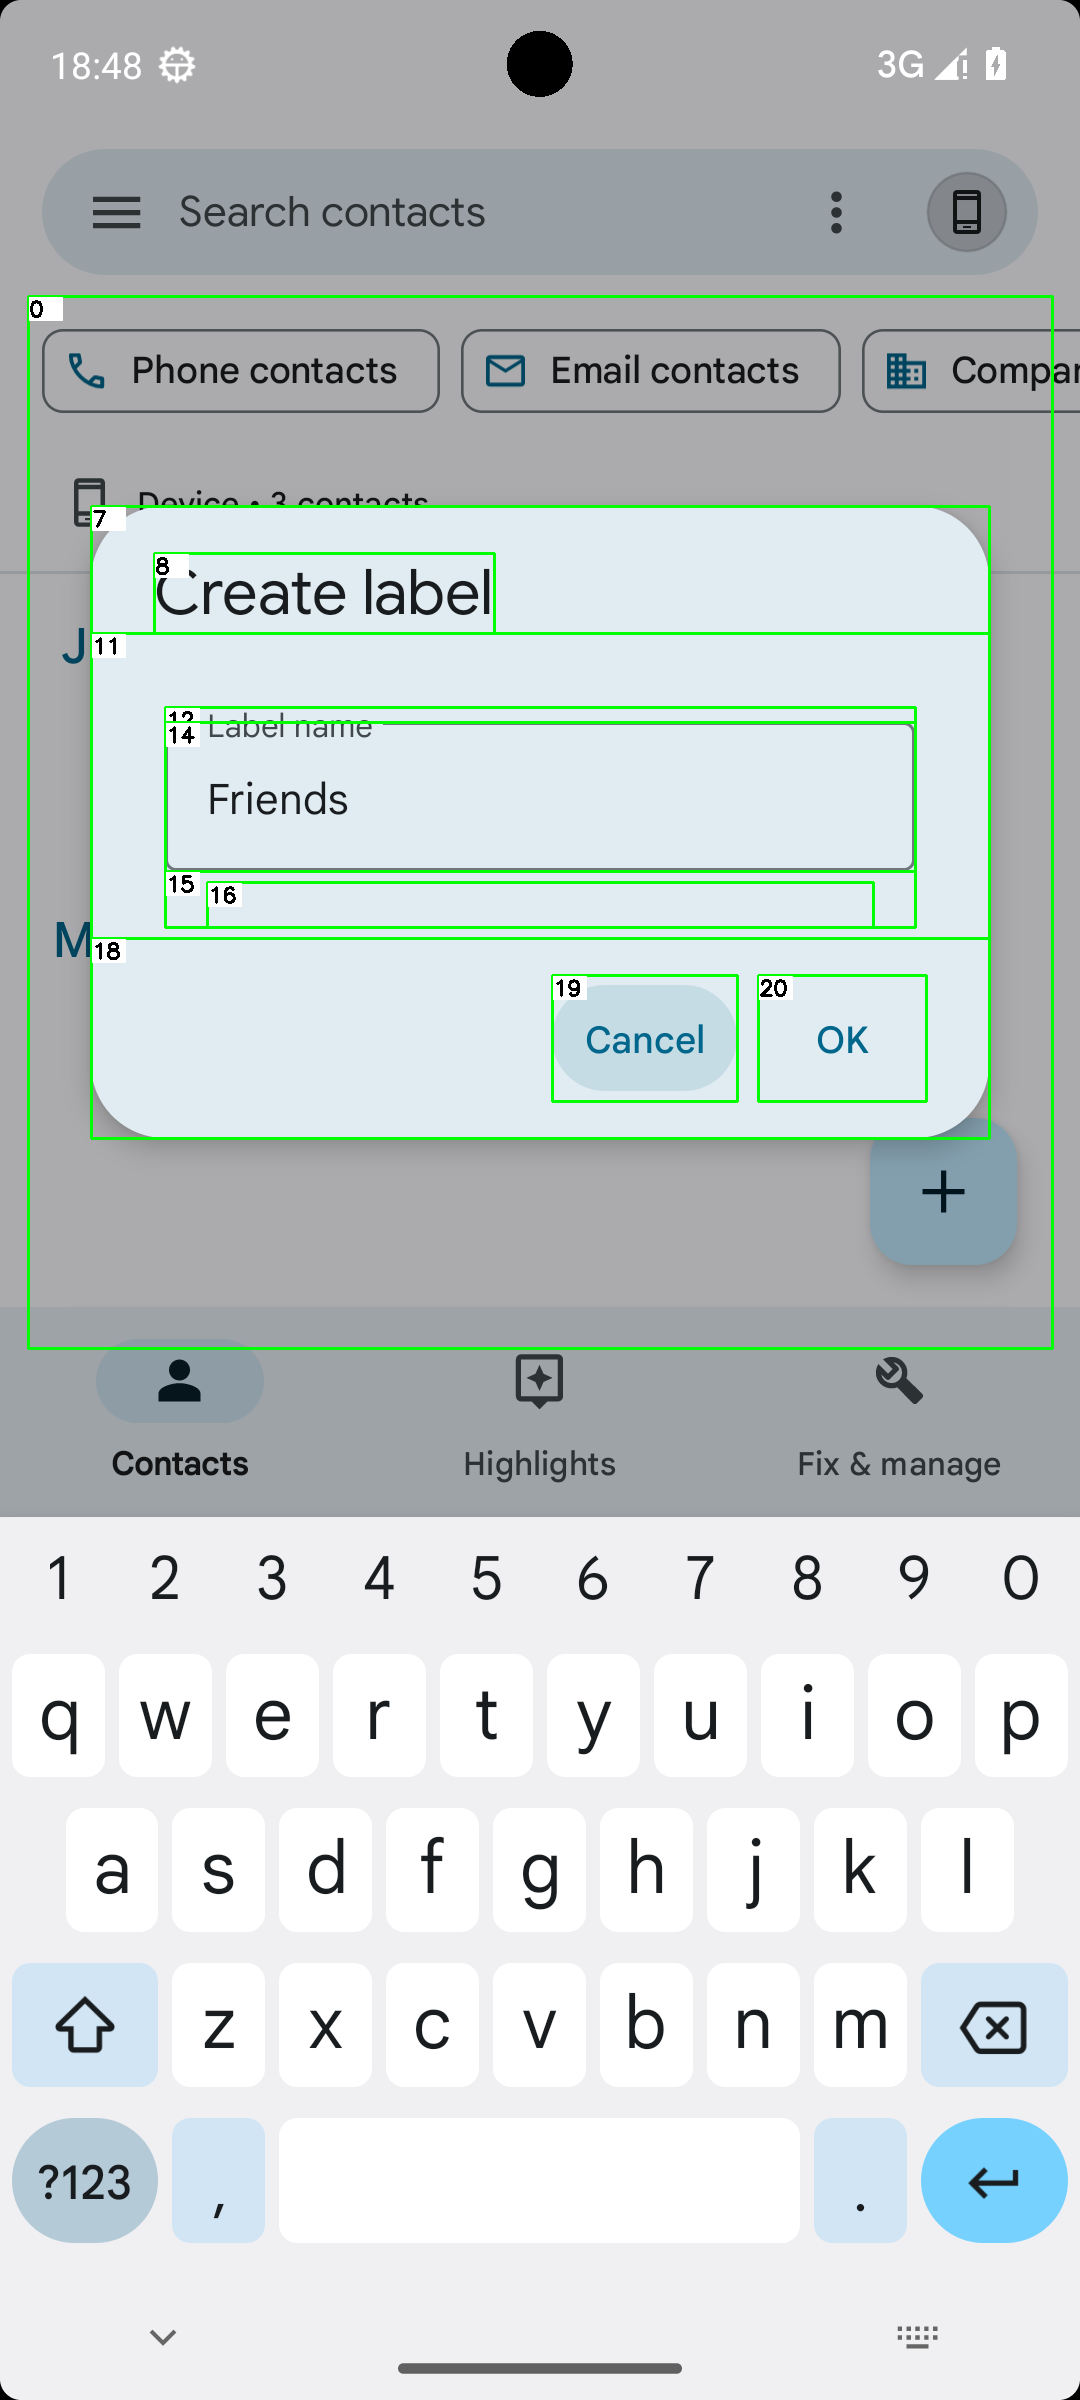 18:48
3G
Search contacts
0
Phone contacts
Email contacts
Compan
Device • 3 contacts
7
8
Create label
J
11
12
Label name
14
Friends
15
16
M
18
19
20
Cancel
OK
Contacts
Highlights
Fix & manage
1 2 3 4 5 6 7 8 9 0
q w e r t y u i o p
a s d f g h j k l
z x c v b n m
?123 , .